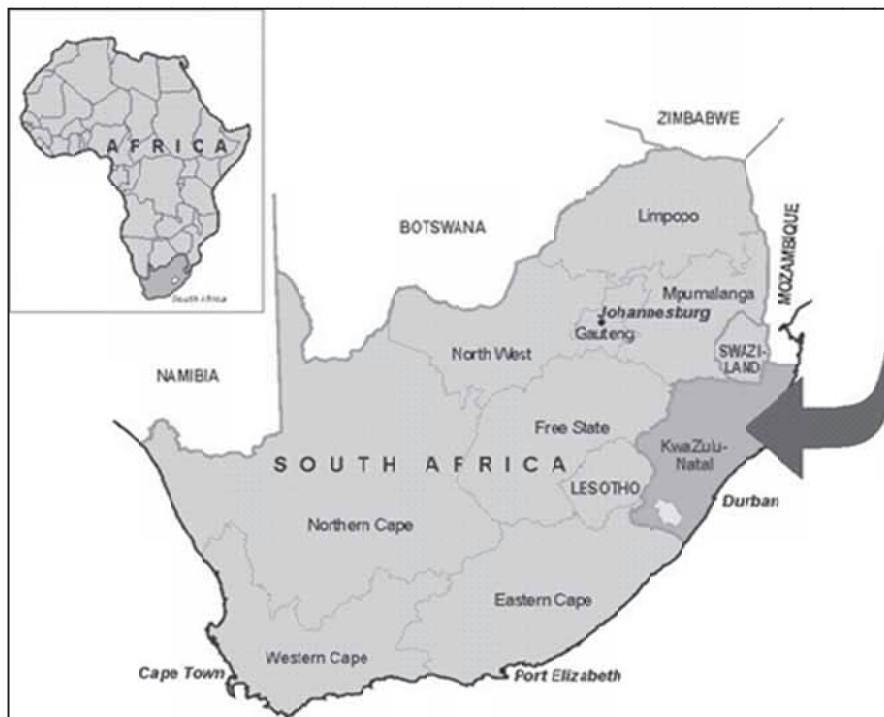 AFRICA
South Africa
ZIMBABWE
Limpopo
BOTSWANA
MOZAMBIQUE
Mpumalanga
Johannesburg
Gauteng
North West
SWAZI-
LAND
NAMIBIA
Free State
KwaZulu-
Natal
SOUTH AFRICA
LESOTHO
Durban
Northern Cape
Eastern Cape
Western Cape
Cape Town
Port Elizabeth